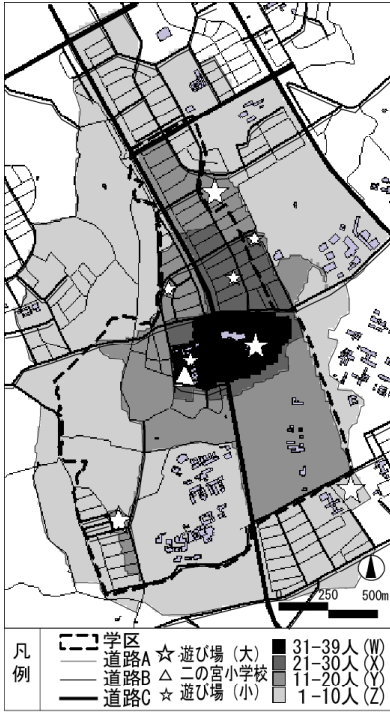 250 500m
凡例
学区
道路A
道路B
道路C
遊び場（大）
二の宮小学校
遊び場（小）
31-39人(W)
21-30人(X)
11-20人(Y)
1-10人(Z)